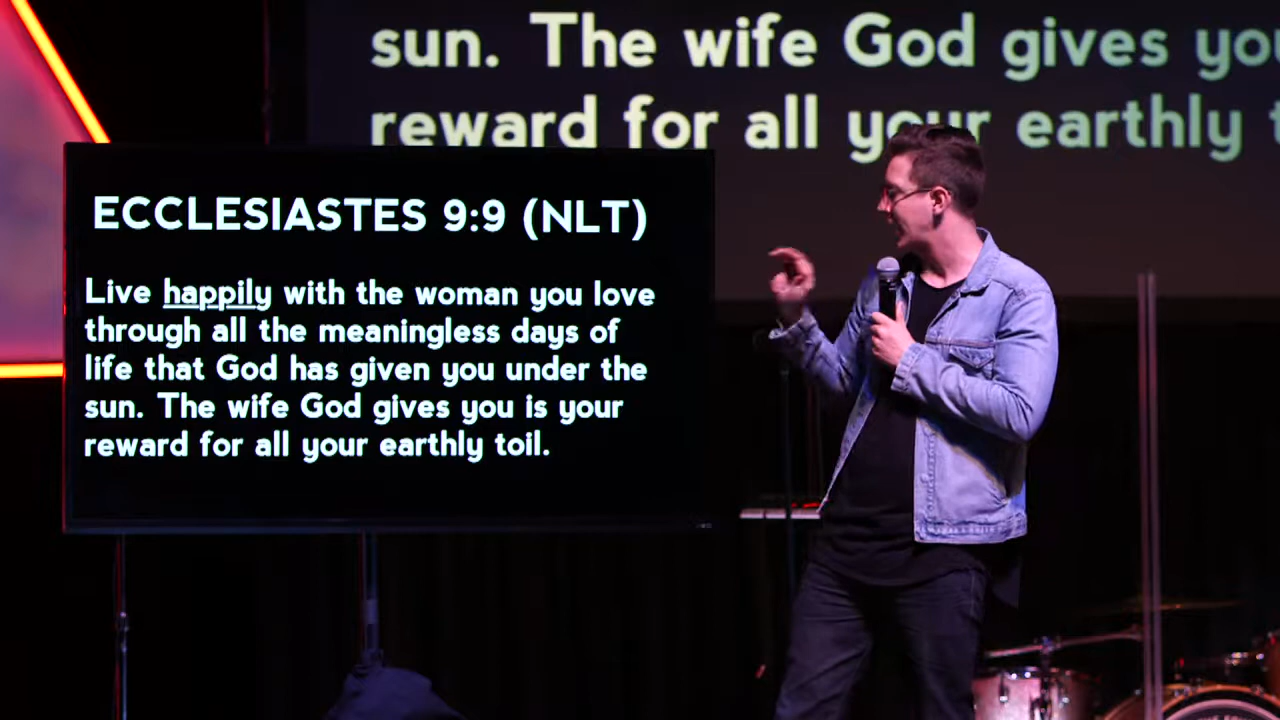 sun. The wife God gives you
reward for all your earthly
ECCLESIASTES 9:9 (NLT)
Live happily with the woman you love
through all the meaningless days of
life that God has given you under the
sun. The wife God gives you is your
reward for all your earthly toil.